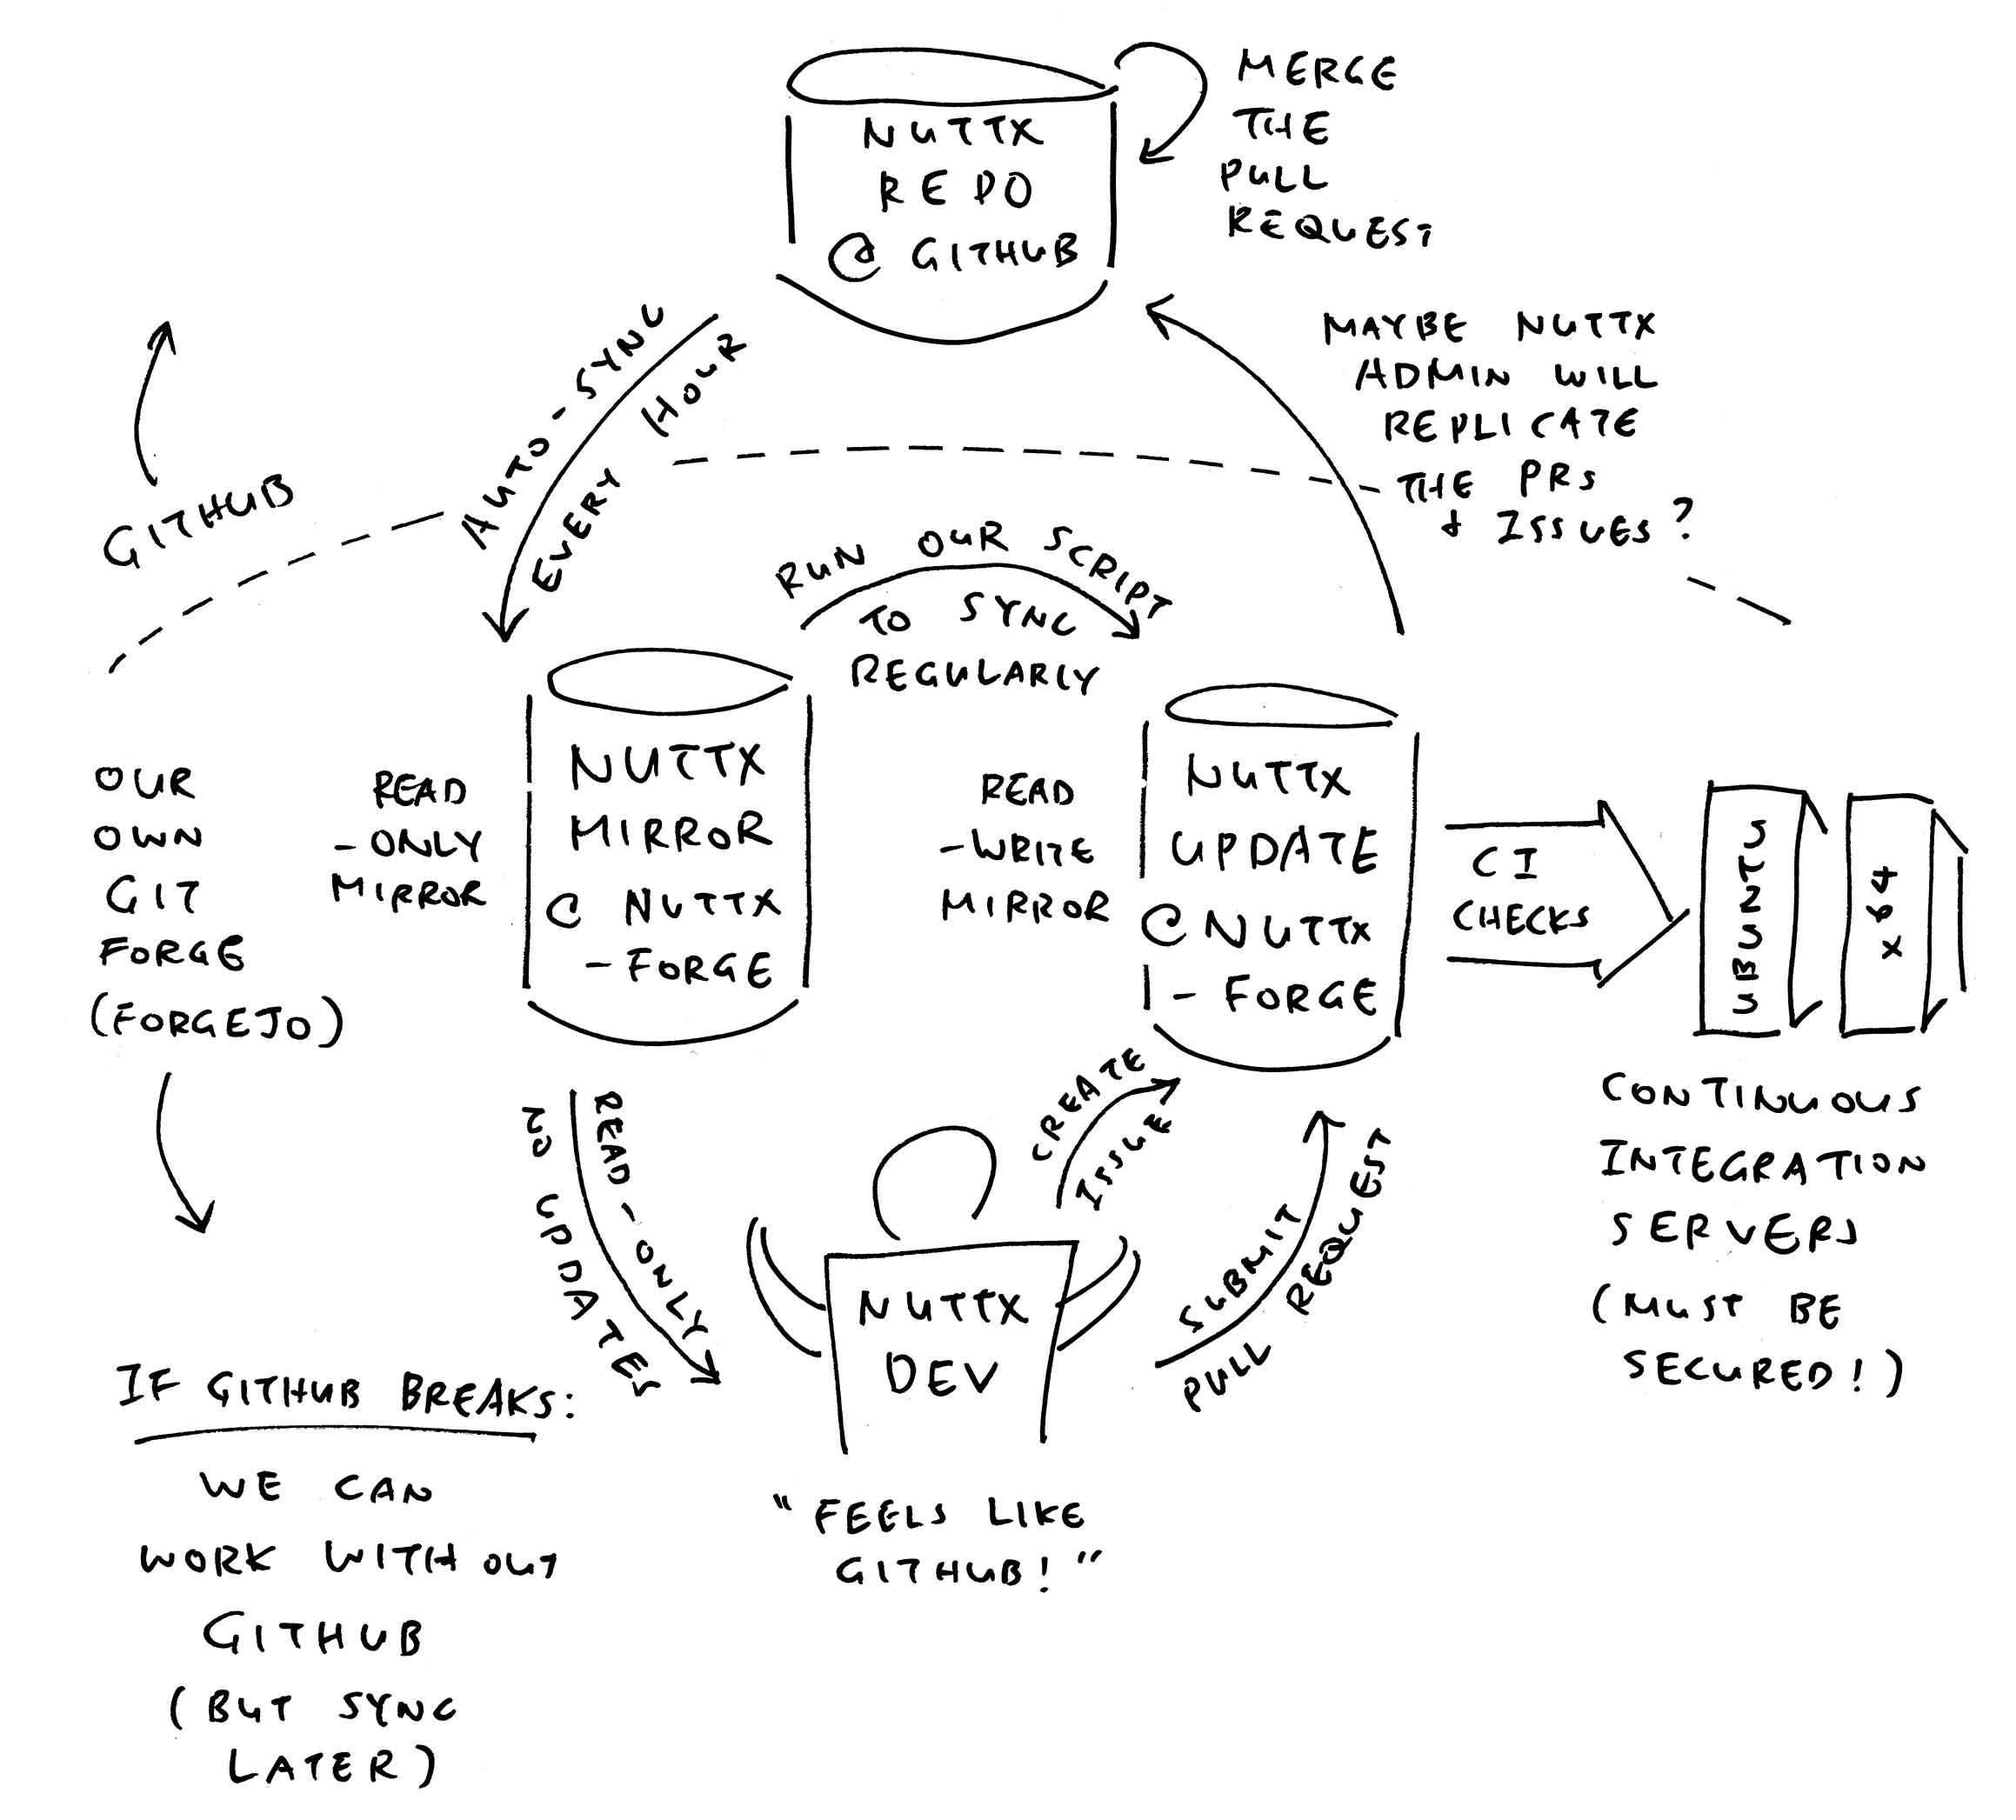 NUTTX
REPO
@ GITHUB
MERGE
THE
PULL
REQUEST
MAYBE NUTTX
ADMIN WILL
REPLICATE
THE PRS
+ ISSUES?
GITHUB
AUTO-SYNC
EVERY HOUR
RUN OUR SCRIPT
TO SYNC
REGULARLY
OUR
OWN
GIT
FORGE
(FORGEJO)
READ
-ONLY
MIRROR
NUTTX
MIRROR
@ NUTTX
-FORGE
READ
-WRITE
MIRROR
NUTTX
UPDATE
@ NUTTX
-FORGE
CI
CHECKS
x64
CONTINUOUS
INTEGRATION
SERVERS
(MUST BE
SECURED!)
READ-ONLY
NO UPDATES
CREATE
ISSUE
SUBMIT
PULL REQUEST
NUTTX
DEV
"FEELS LIKE
GITHUB!"
IF GITHUB BREAKS:
WE CAN
WORK WITHOUT
GITHUB
(BUT SYNC
LATER)